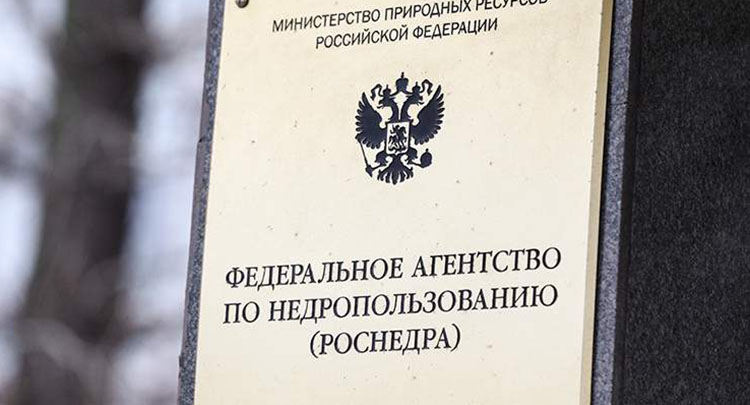 МИНИСТЕРСТВО ПРИРОДНЫХ РЕСУРСОВ
РОССИЙСКОЙ ФЕДЕРАЦИИ
ФЕДЕРАЛЬНОЕ АГЕНТСТВО
ПО НЕДРОПОЛЬЗОВАНИЮ
(РОСНЕДРА)